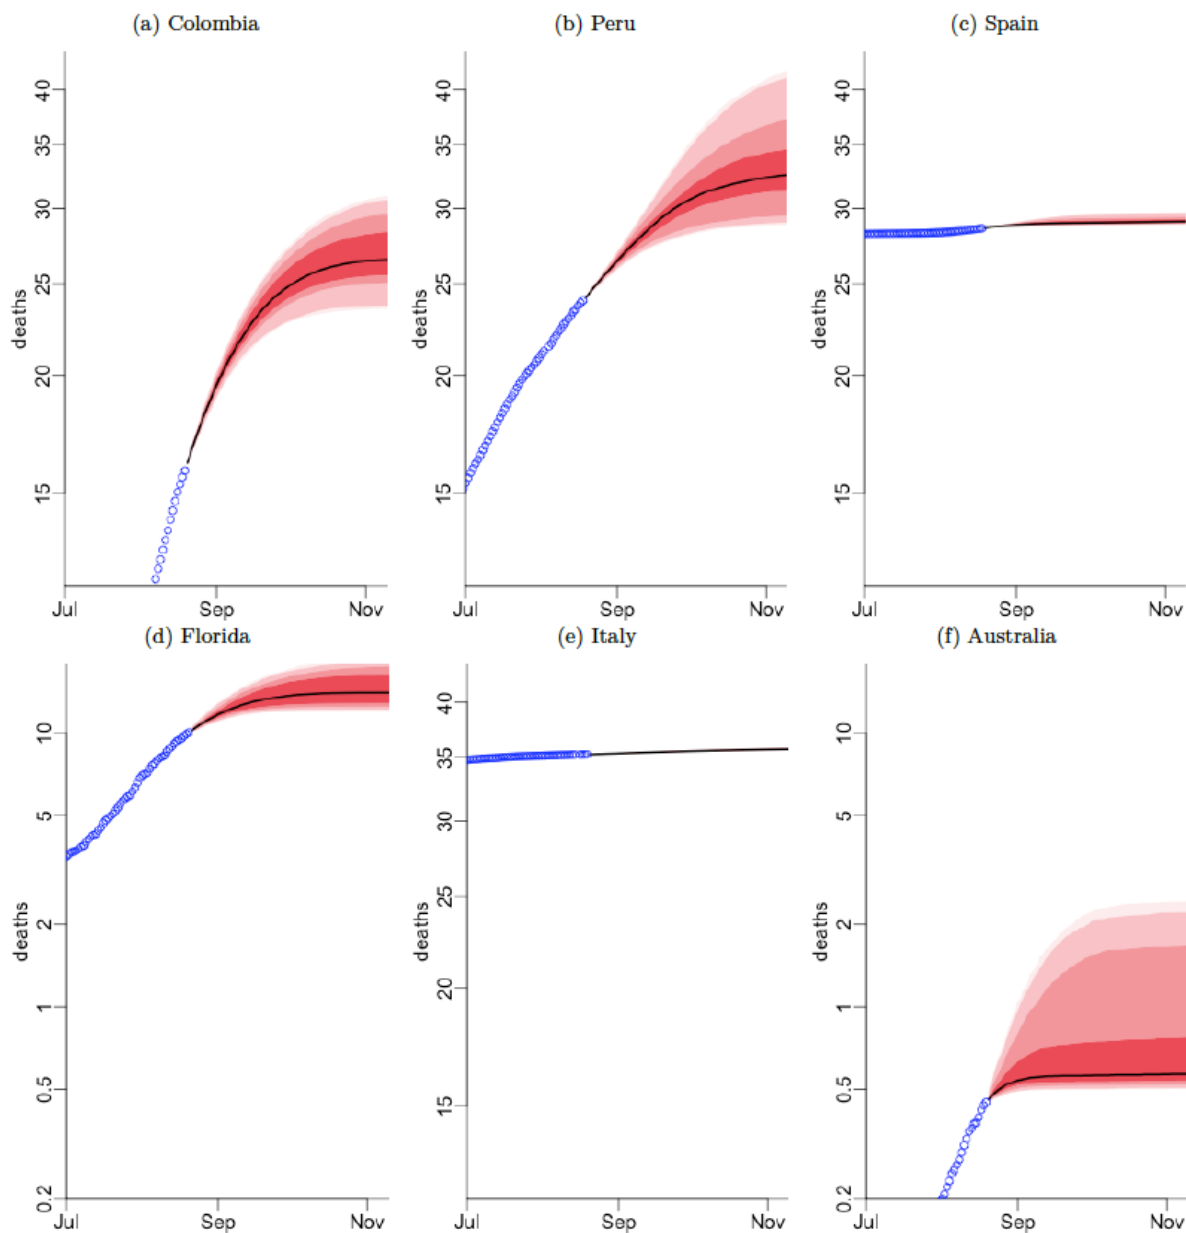 (a) Colombia
(b) Peru
(c) Spain
40
35
30
25
20
15
deaths
Jul Sep Nov
40
35
30
25
20
15
deaths
Jul Sep Nov
40
35
30
25
20
15
deaths
Jul Sep Nov
(d) Florida
(e) Italy
(f) Australia
10
5
2
1
0.5
0.2
deaths
Jul Sep Nov
40
35
30
25
20
15
deaths
Jul Sep Nov
10
5
2
1
0.5
0.2
deaths
Jul Sep Nov